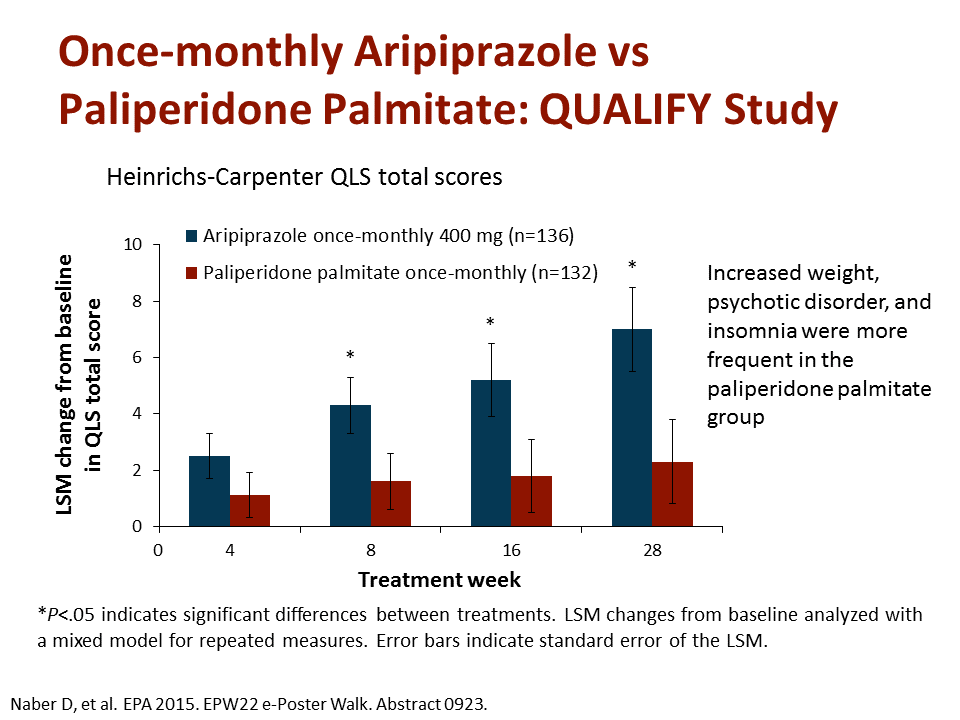 Once-monthly Aripiprazole vs
Paliperidone Palmitate: QUALIFY Study
Heinrichs-Carpenter QLS total scores
LSM change from baseline
in QLS total score
10
8
6
4
2
0
Aripiprazole once-monthly 400 mg (n=136)
Paliperidone palmitate once-monthly (n=132)
*
*
*
0 4 8 16 28
Treatment week
Increased weight,
psychotic disorder, and
insomnia were more
frequent in the
paliperidone palmitate
group
*P<.05 indicates significant differences between treatments. LSM changes from baseline analyzed with
a mixed model for repeated measures. Error bars indicate standard error of the LSM.
Naber D, et al. EPA 2015. EPW22 e-Poster Walk. Abstract 0923.